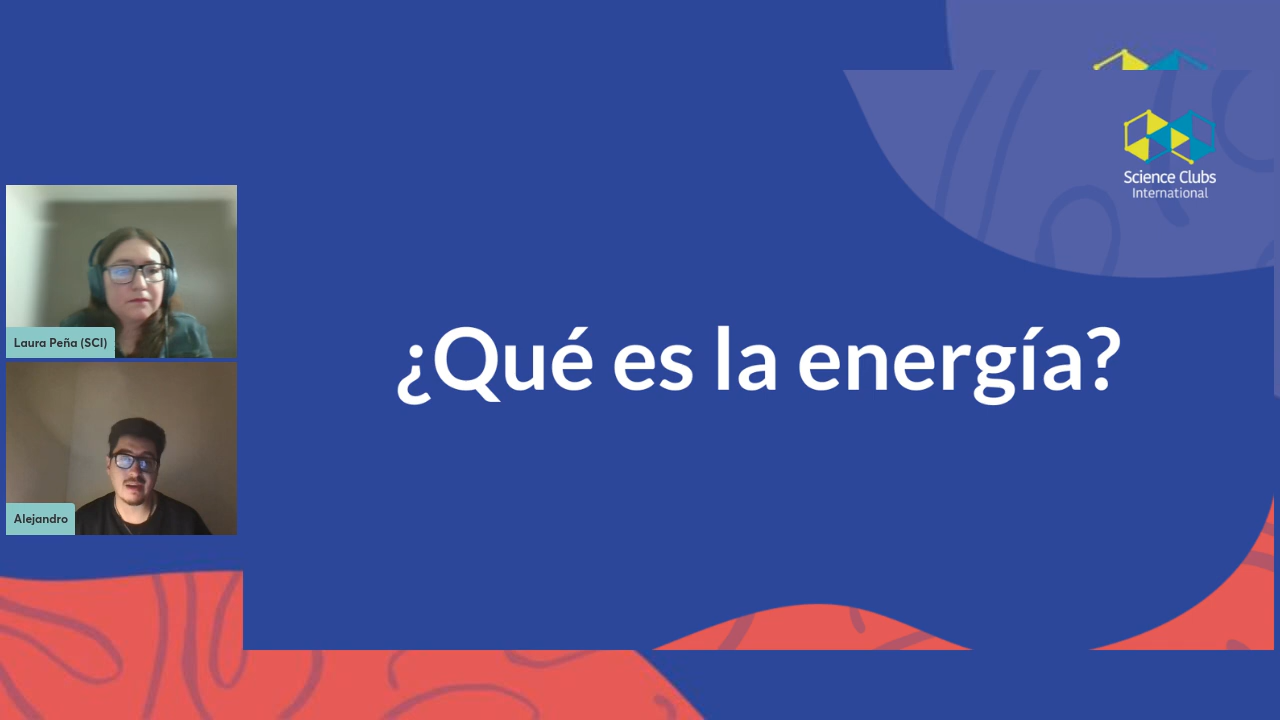 Science Clubs
International
Laura Peña (SCI)
¿Qué es la energía?
Alejandro